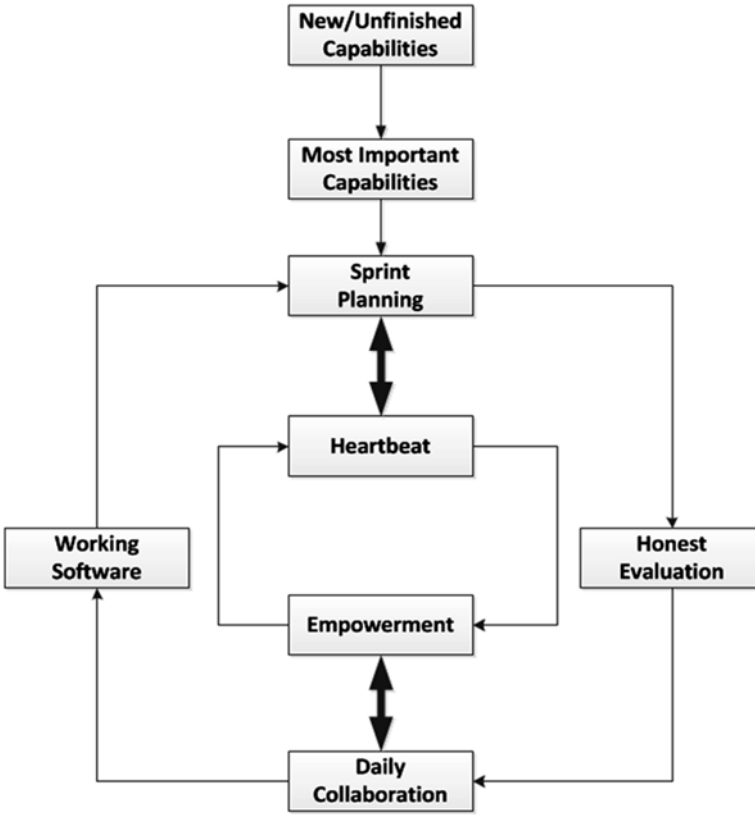 New/Unfinished
Capabilities
Most Important
Capabilities
Sprint
Planning
Heartbeat
Working
Software
Honest
Evaluation
Empowerment
Daily
Collaboration